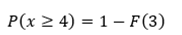 P(x ≥ 4) = 1 − F(3)